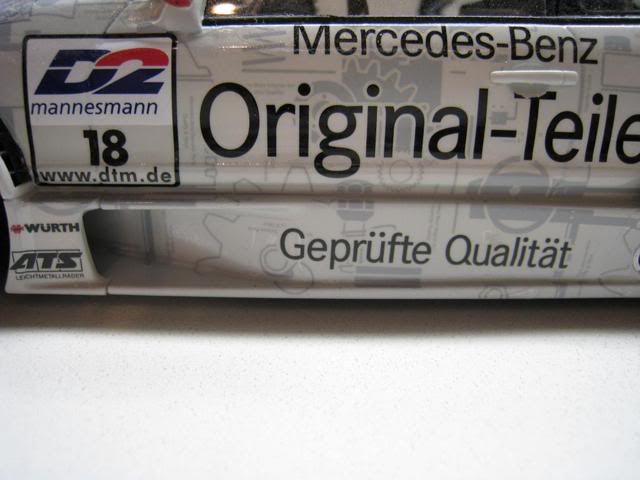 Mercedes-Benz
D2
mannesmann
Original-Teile
18
www.dtm.de
WÜRTH
Geprüfte Qualität
ATS
LEICHTMETALLRÄDER